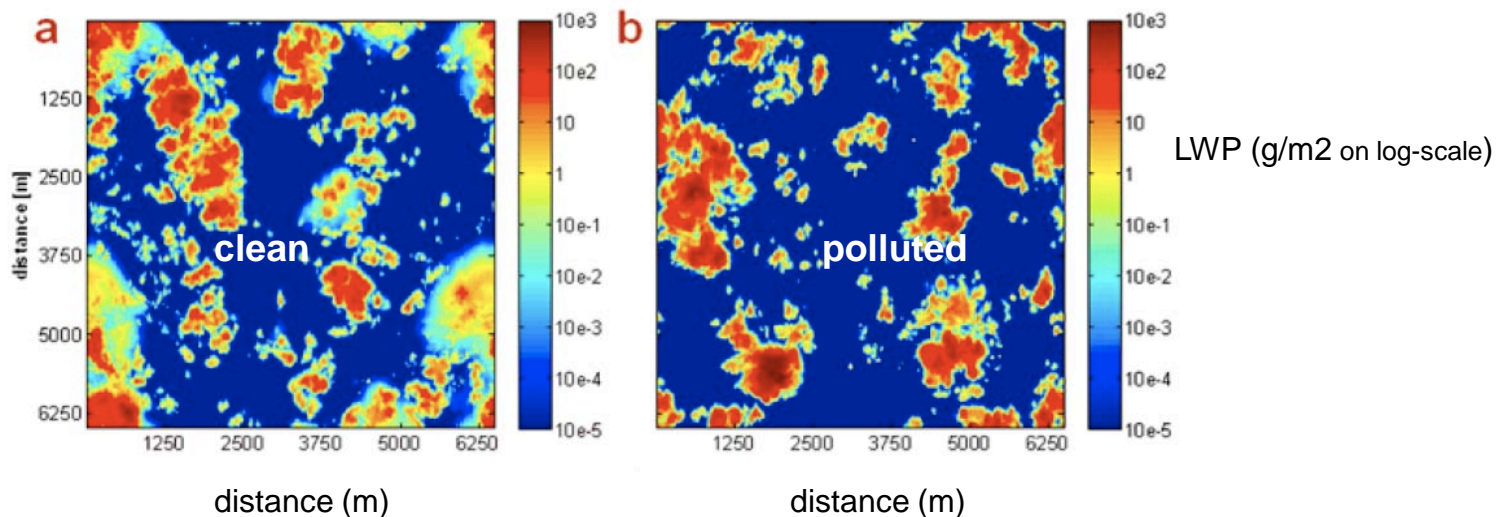 a
distance [m]
1250
2500
3750
5000
6250
1250 2500 3750 5000 6250
clean
10e3
10e2
10
1
10e-1
10e-2
10e-3
10e-4
10e-5
distance (m)
b
1250 2500 3750 5000 6250
polluted
10e3
10e2
10
1
10e-1
10e-2
10e-3
10e-4
10e-5
distance (m)
LWP (g/m2 on log-scale)